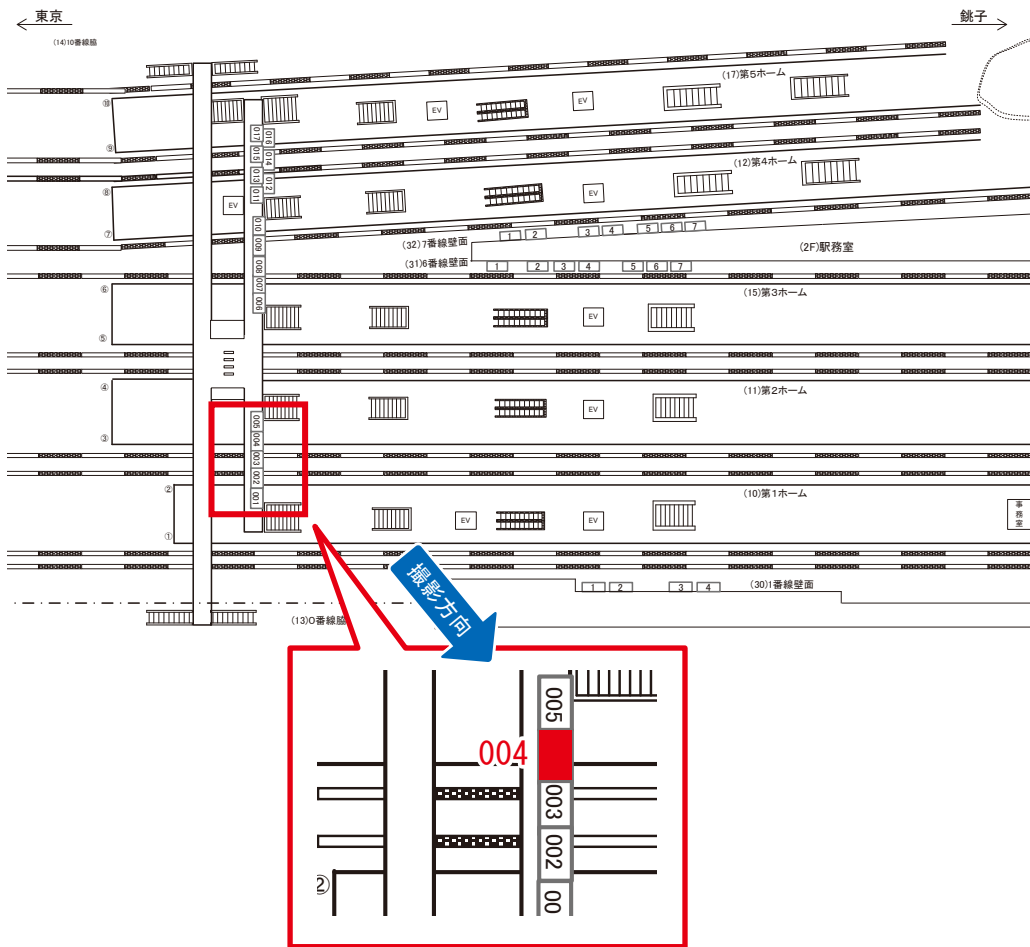 東京
銚子
(14)10番線脇
(17)第5ホーム
⑩
EV
EV
⑨
017
016
015
014
013
012
011
(12)第4ホーム
⑧
EV
EV
⑦
010
009
008
007
006
(32)7番線壁面
1 2 3 4 5 6 7
(2F)駅務室
(31)6番線壁面
1 2 3 4 5 6 7
⑥
(15)第3ホーム
EV
⑤
④
(11)第2ホーム
EV
③
005
004
003
002
001
②
(10)第1ホーム
EV
EV
①
事務室
撮影方向
1 2 3 4
(30)1番線壁面
(13)0番線脇
005
004
003
002
00
②